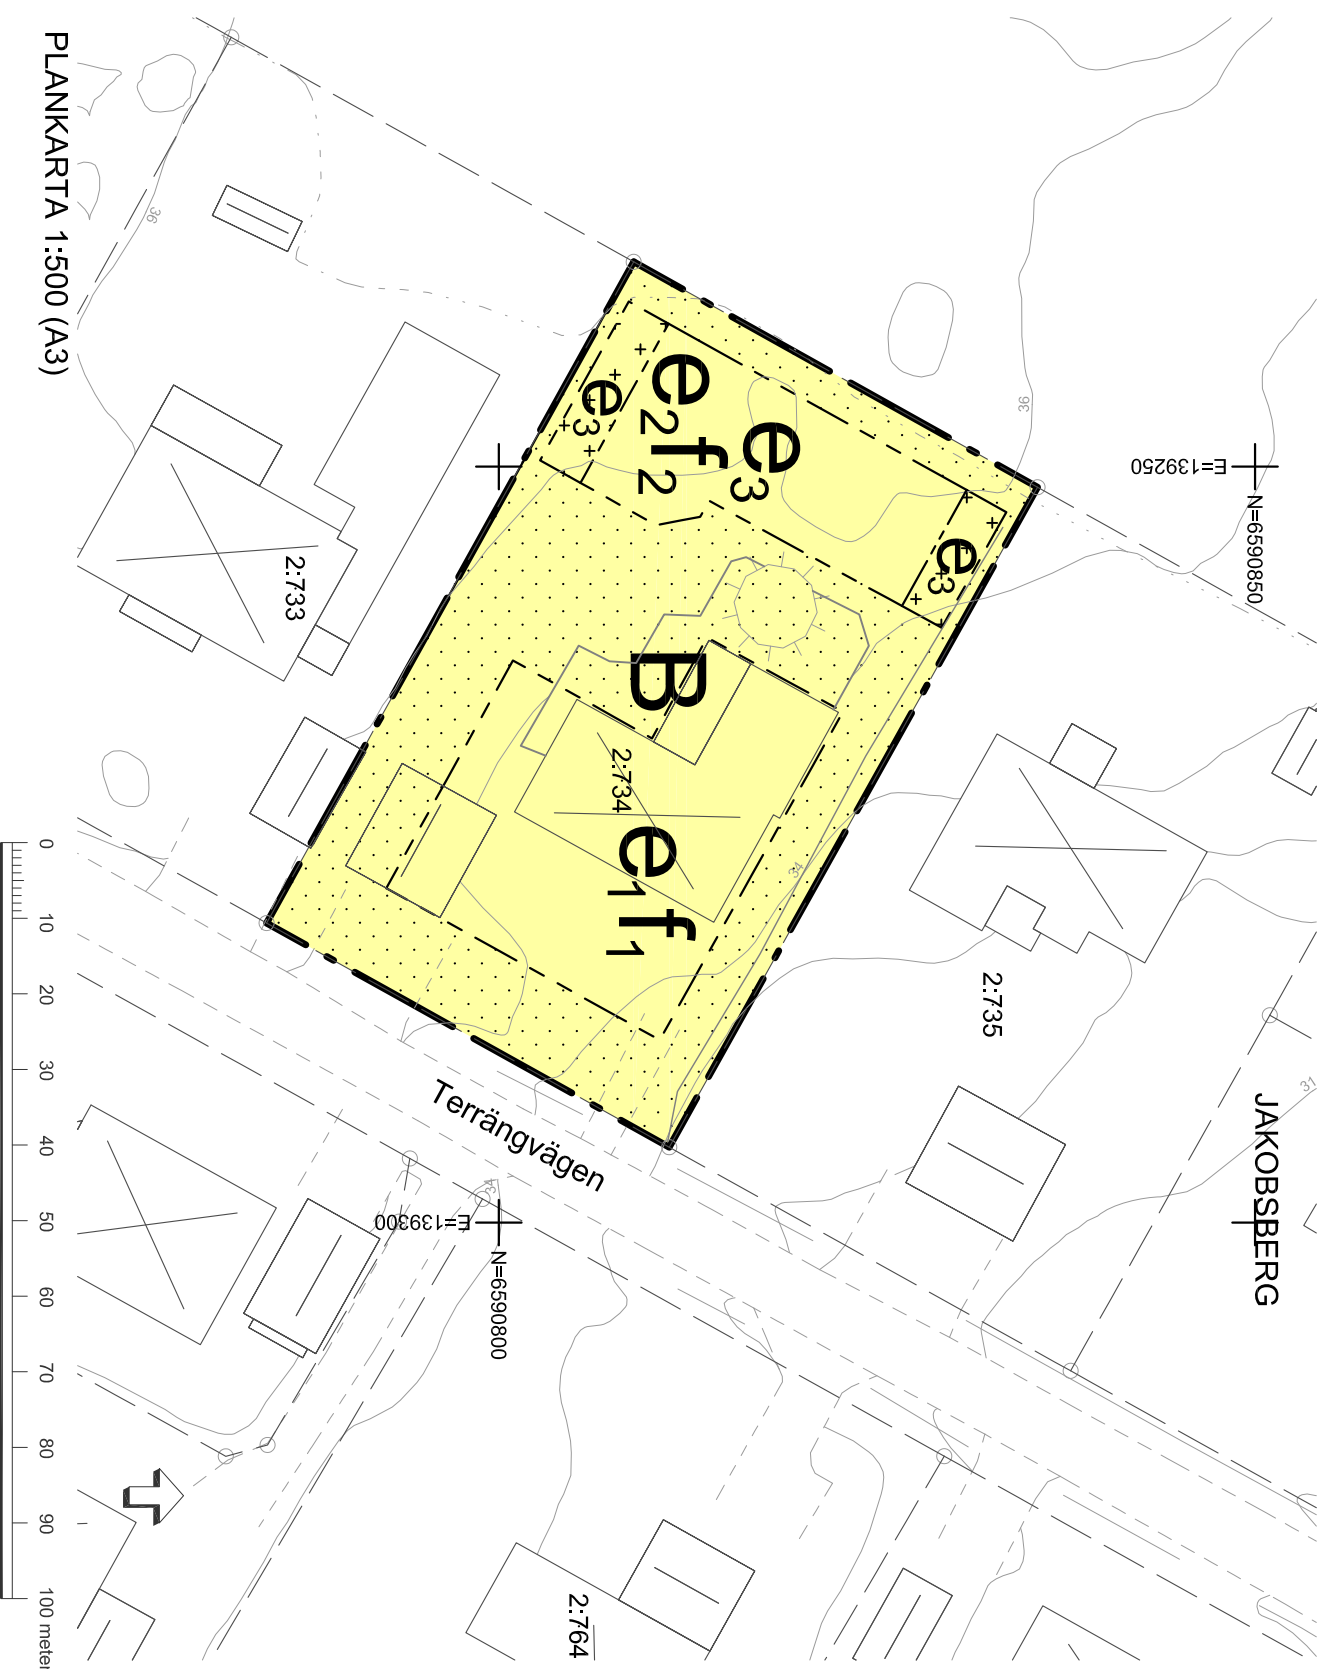 PLANKARTA 1:500 (A3)
JAKOBSBERG
N=6590850
E=139250
N=6590800
E=139300
36
36
34
34
31
2:733
2:734
2:735
2:764
B
e1f1
e2f2
e3
e3
e3
Terrängvägen
0 10 20 30 40 50 60 70 80 90 100 meter